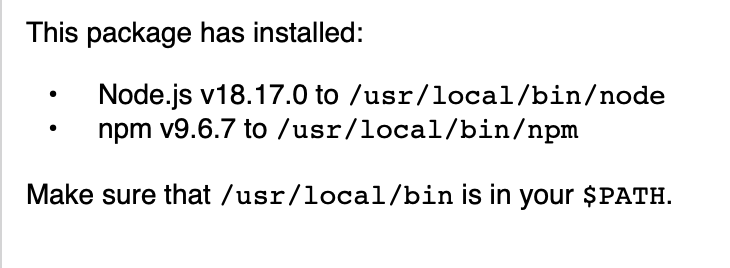 This package has installed:
• Node.js v18.17.0 to /usr/local/bin/node
• npm v9.6.7 to /usr/local/bin/npm
Make sure that /usr/local/bin is in your $PATH.